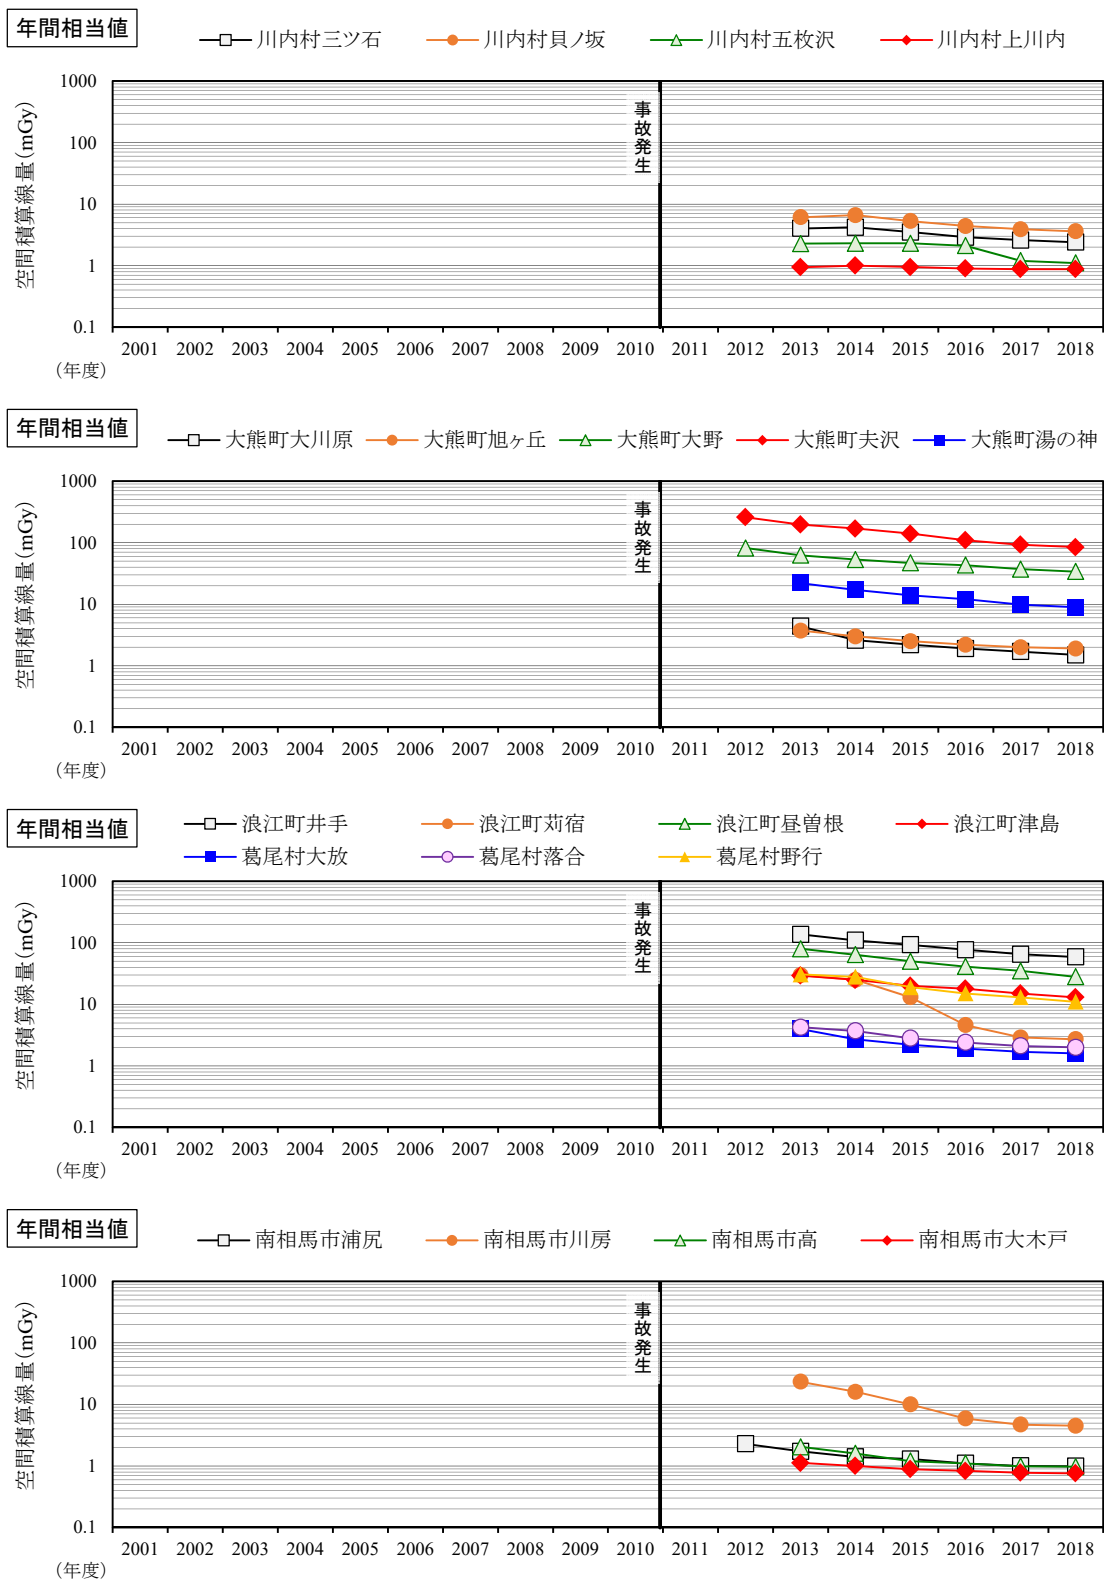 年間相当値
川内村三ツ石 川内村貝ノ坂 川内村五枚沢 川内村上川内
空間積算線量(mGy)
1000
100
10
1
0.1
事故発生
2001 2002 2003 2004 2005 2006 2007 2008 2009 2010 2011 2012 2013 2014 2015 2016 2017 2018
(年度)
年間相当値
大熊町大川原 大熊町旭ヶ丘 大熊町大野 大熊町夫沢 大熊町湯の神
空間積算線量(mGy)
1000
100
10
1
0.1
事故発生
2001 2002 2003 2004 2005 2006 2007 2008 2009 2010 2011 2012 2013 2014 2015 2016 2017 2018
(年度)
年間相当値
浪江町井手 浪江町苅宿 浪江町昼曽根 浪江町津島
葛尾村大放 葛尾村落合 葛尾村野行
空間積算線量(mGy)
1000
100
10
1
0.1
事故発生
2001 2002 2003 2004 2005 2006 2007 2008 2009 2010 2011 2012 2013 2014 2015 2016 2017 2018
(年度)
年間相当値
南相馬市浦尻 南相馬市川房 南相馬市高 南相馬市大木戸
空間積算線量(mGy)
1000
100
10
1
0.1
事故発生
2001 2002 2003 2004 2005 2006 2007 2008 2009 2010 2011 2012 2013 2014 2015 2016 2017 2018
(年度)